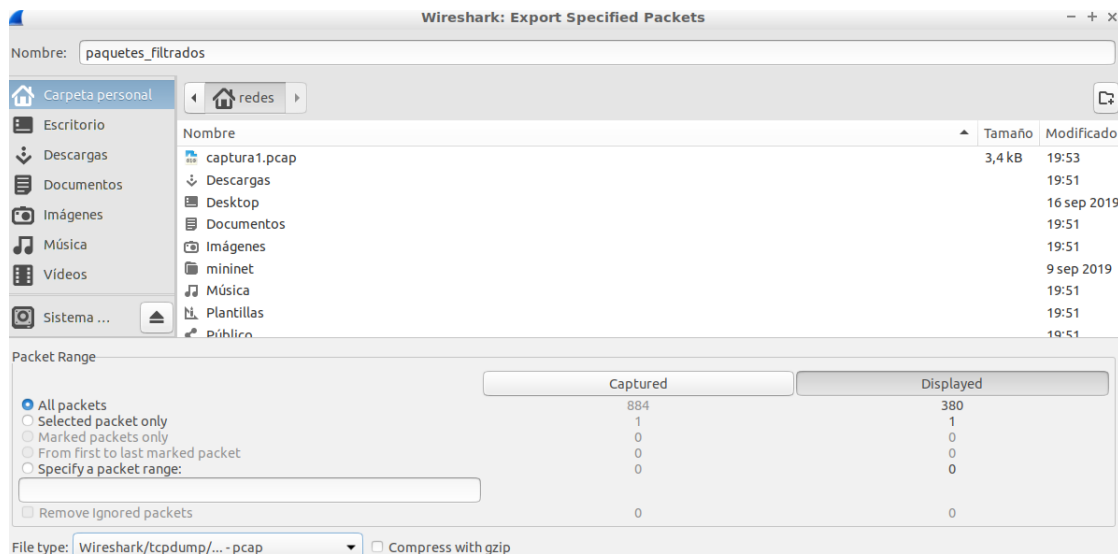 Wireshark: Export Specified Packets
Nombre: paquetes_filtrados
Carpeta personal
Escritorio
Descargas
Documentos
Imágenes
Música
Vídeos
Sistema ...
redes
Nombre Tamaño Modificado
captura1.pcap 3,4 kB 19:53
Descargas 19:51
Desktop 16 sep 2019
Documentos 19:51
Imágenes 19:51
mininet 9 sep 2019
Música 19:51
Plantillas 19:51
Público 19:51
Packet Range
Captured Displayed
All packets 884 380
Selected packet only 1 1
Marked packets only 0 0
From first to last marked packet 0 0
Specify a packet range: 0 0
Remove Ignored packets 0 0
File type: Wireshark/tcpdump/... - pcap Compress with gzip